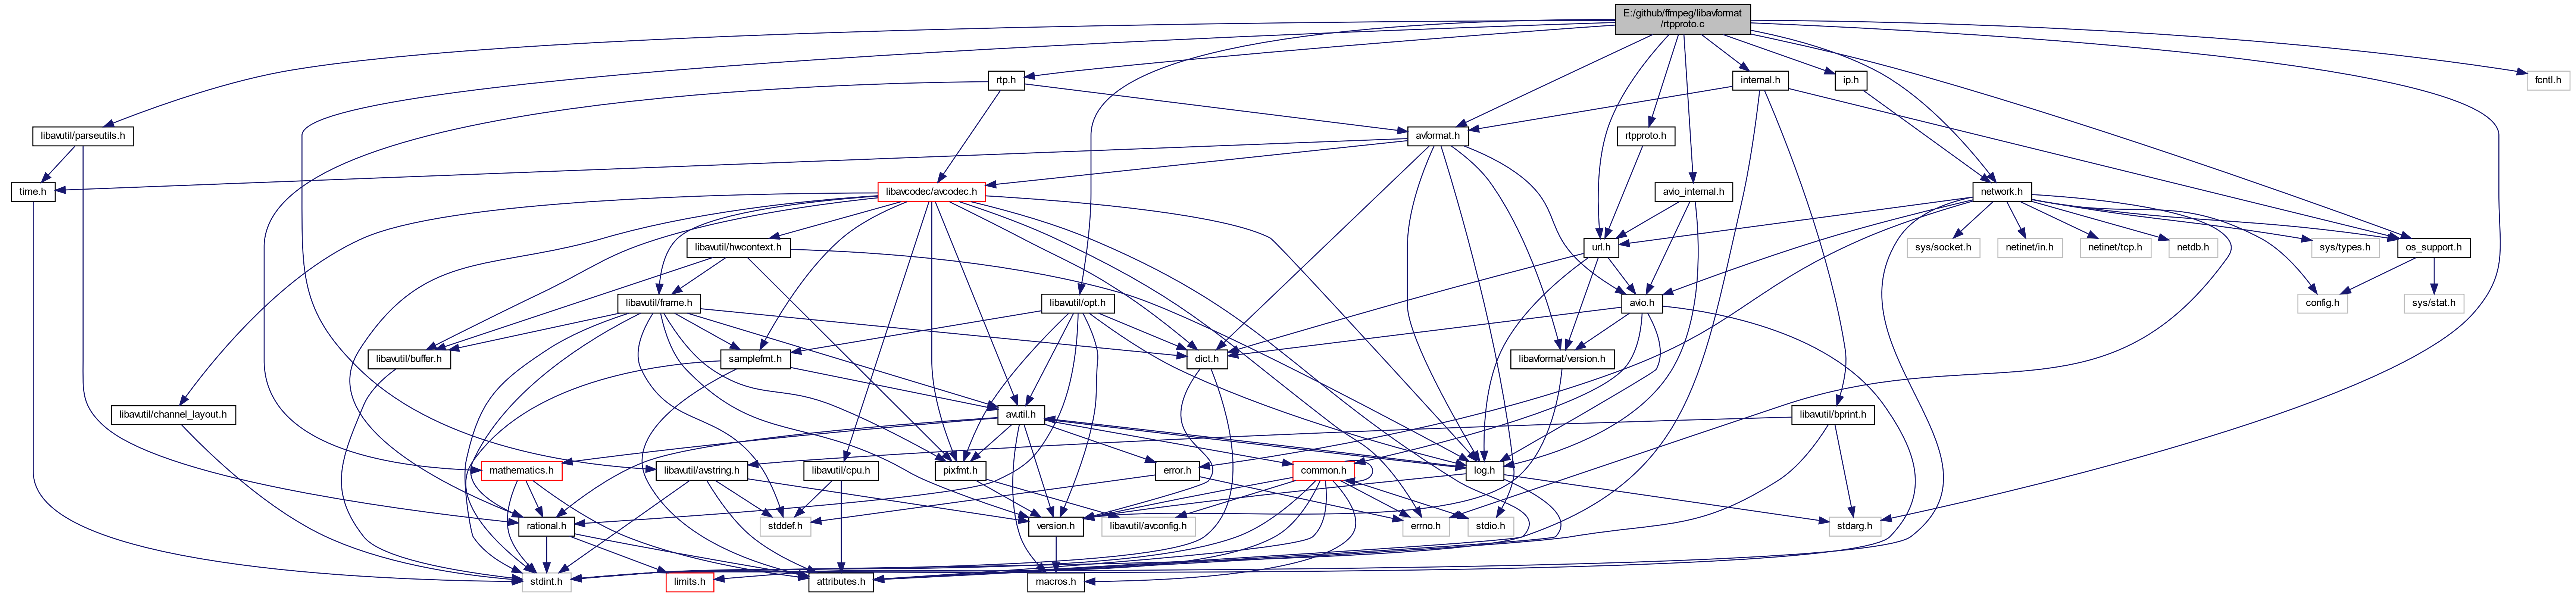 E:/github/ffmpeg/libavformat
/rtpproto.c
rtp.h
internal.h
ip.h
fcntl.h
libavutil/parseutils.h
avformat.h
rtpproto.h
time.h
libavcodec/avcodec.h
avio_internal.h
network.h
libavutil/hwcontext.h
url.h
sys/socket.h
netinet/in.h
netinet/tcp.h
netdb.h
sys/types.h
os_support.h
libavutil/frame.h
libavutil/opt.h
avio.h
config.h
sys/stat.h
libavutil/buffer.h
samplefmt.h
dict.h
libavformat/version.h
libavutil/channel_layout.h
avutil.h
libavutil/bprint.h
mathematics.h
libavutil/avstring.h
libavutil/cpu.h
pixfmt.h
error.h
common.h
log.h
rational.h
stddef.h
version.h
libavutil/avconfig.h
errno.h
stdio.h
stdarg.h
stdint.h
limits.h
attributes.h
macros.h